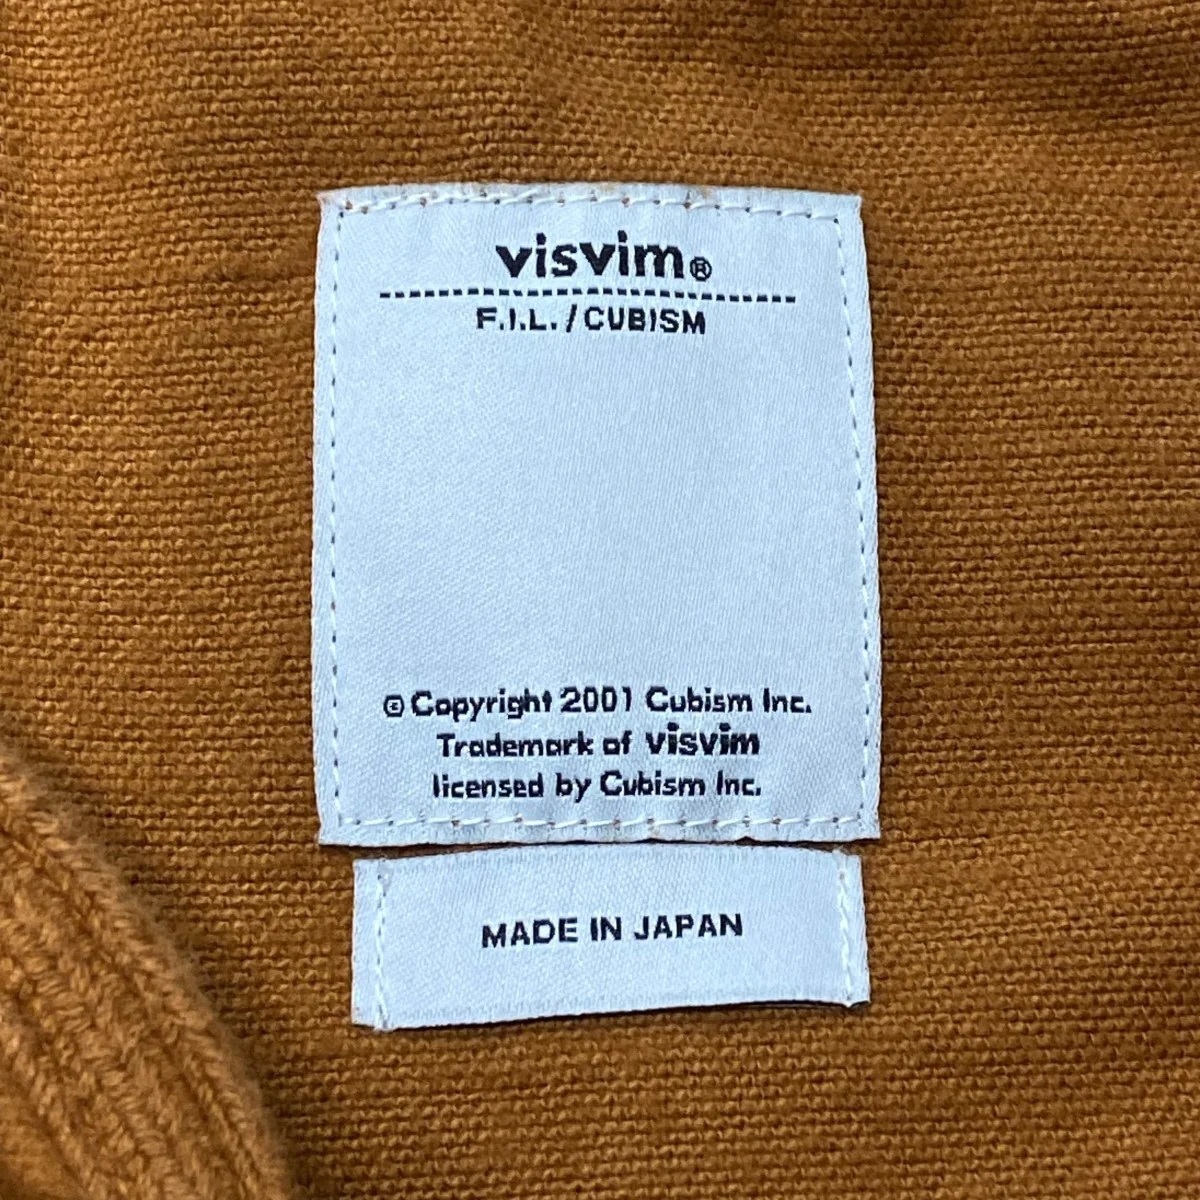 visvim®
F.I.L. / CUBISM
© Copyright 2001 Cubism Inc.
Trademark of visvim
licensed by Cubism Inc.
MADE IN JAPAN